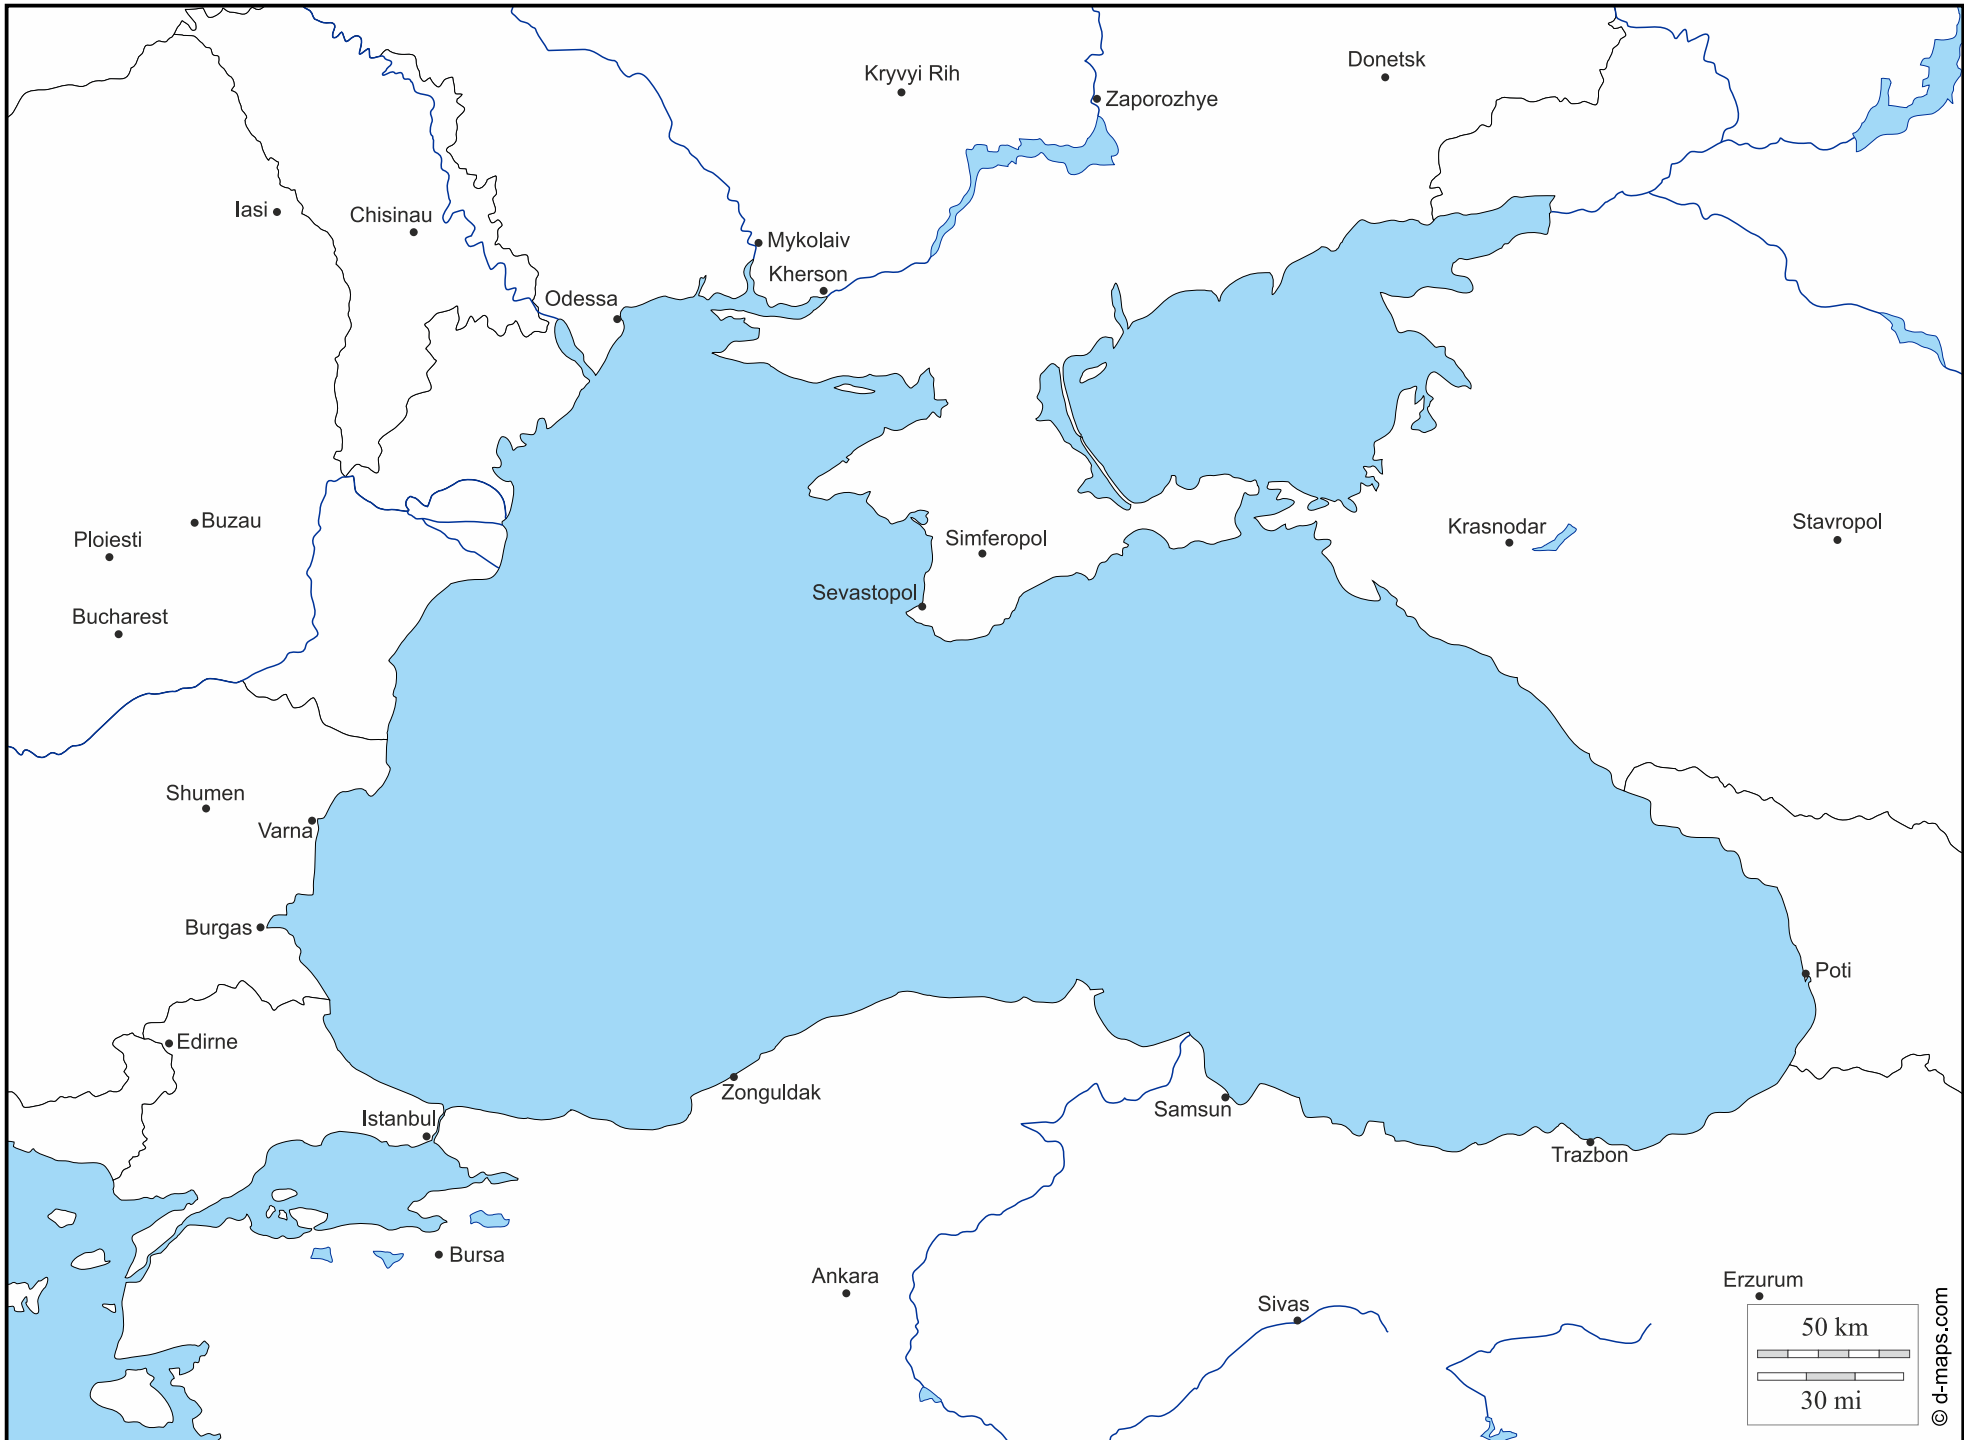 Donetsk
Kryvyi Rih
Zaporozhye
Iasi
Chisinau
Mykolaiv
Kherson
Odessa
Buzau
Ploiesti
Simferopol
Krasnodar
Stavropol
Sevastopol
Bucharest
Shumen
Varna
Burgas
Poti
Edirne
Zonguldak
Samsun
Istanbul
Trazbon
Bursa
Ankara
Sivas
Erzurum
50 km
30 mi
© d-maps.com